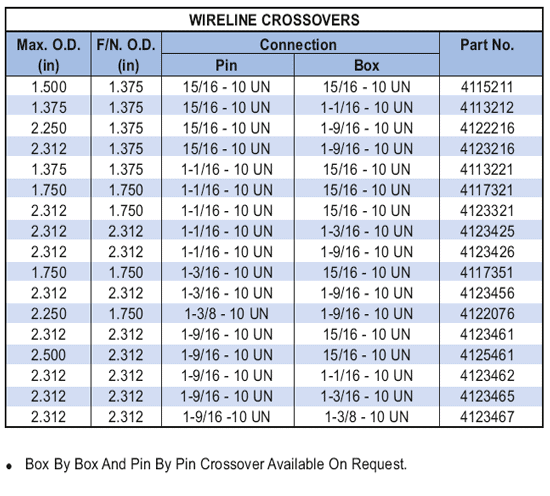 WIRELINE CROSSOVERS
Max. O.D. (in) F/N. O.D. (in) Connection Part No.
Pin Box
1.500 1.375 15/16 - 10 UN 15/16 - 10 UN 4115211
1.375 1.375 15/16 - 10 UN 1-1/16 - 10 UN 4113212
2.250 1.375 15/16 - 10 UN 1-9/16 - 10 UN 4122216
2.312 1.375 15/16 - 10 UN 1-9/16 - 10 UN 4123216
1.375 1.375 1-1/16 - 10 UN 15/16 - 10 UN 4113221
1.750 1.750 1-1/16 - 10 UN 15/16 - 10 UN 4117321
2.312 1.750 1-1/16 - 10 UN 15/16 - 10 UN 4123321
2.312 2.312 1-1/16 - 10 UN 1-3/16 - 10 UN 4123425
2.312 2.312 1-1/16 - 10 UN 1-9/16 - 10 UN 4123426
1.750 1.750 1-3/16 - 10 UN 15/16 - 10 UN 4117351
2.312 2.312 1-3/16 - 10 UN 1-9/16 - 10 UN 4123456
2.250 1.750 1-3/8 - 10 UN 1-9/16 - 10 UN 4122076
2.312 2.312 1-9/16 - 10 UN 15/16 - 10 UN 4123461
2.500 2.312 1-9/16 - 10 UN 15/16 - 10 UN 4125461
2.312 2.312 1-9/16 - 10 UN 1-1/16 - 10 UN 4123462
2.312 2.312 1-9/16 - 10 UN 1-3/16 - 10 UN 4123465
2.312 2.312 1-9/16 -10 UN 1-3/8 - 10 UN 4123467
• Box By Box And Pin By Pin Crossover Available On Request.